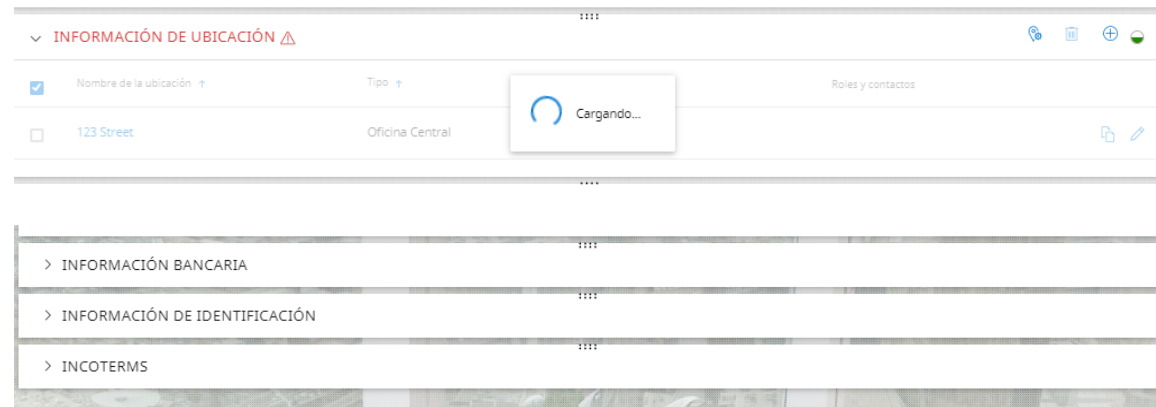 INFORMACIÓN DE UBICACIÓN
Nombre de la ubicación Tipo Roles y contactos
Cargando...
123 Street Oficina Central
INFORMACIÓN BANCARIA
INFORMACIÓN DE IDENTIFICACIÓN
INCOTERMS